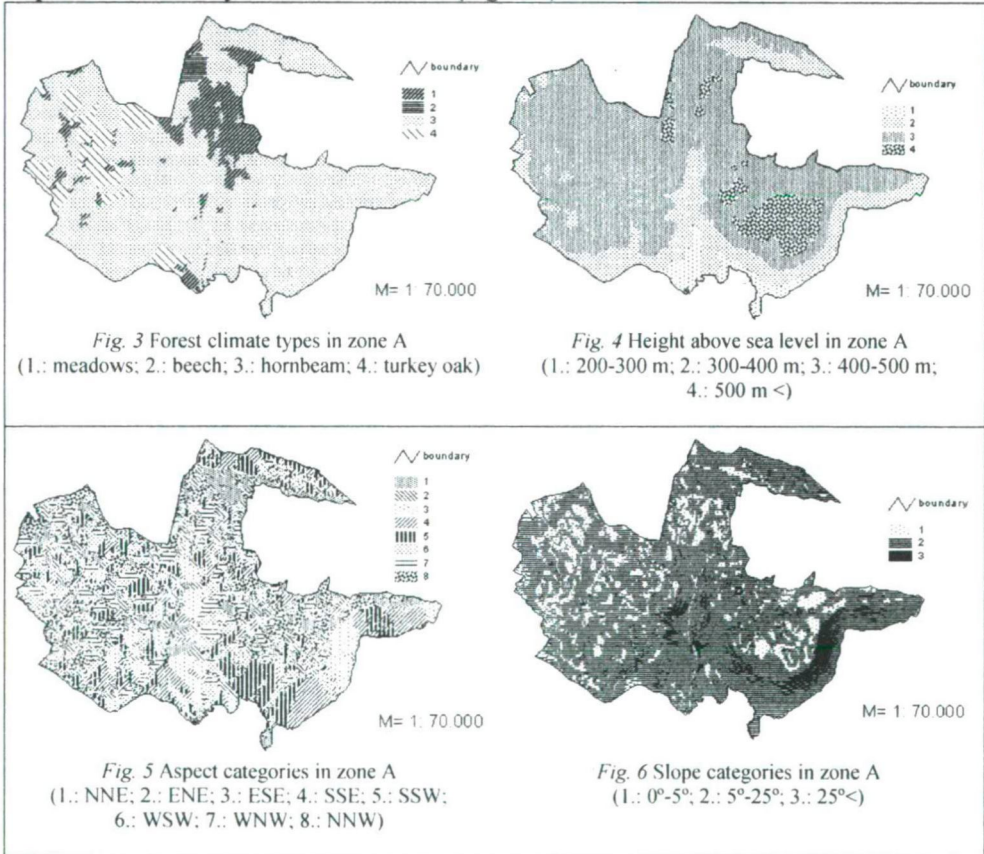 boundary
1
2
3
4
M= 1: 70.000
Fig. 3 Forest climate types in zone A
(1.: meadows; 2.: beech; 3.: hornbeam; 4.: turkey oak)
boundary
1
2
3
4
M= 1: 70.000
Fig. 4 Height above sea level in zone A
(1.: 200-300 m; 2.: 300-400 m; 3.: 400-500 m;
4.: 500 m <)
boundary
1
2
3
4
5
6
7
8
M= 1: 70.000
Fig. 5 Aspect categories in zone A
(1.: NNE; 2.: ENE; 3.: ESE; 4.: SSE; 5.: SSW;
6.: WSW; 7.: WNW; 8.: NNW)
boundary
1
2
3
M= 1: 70.000
Fig. 6 Slope categories in zone A
(1.: 0º-5º; 2.: 5º-25º; 3.: 25º<)